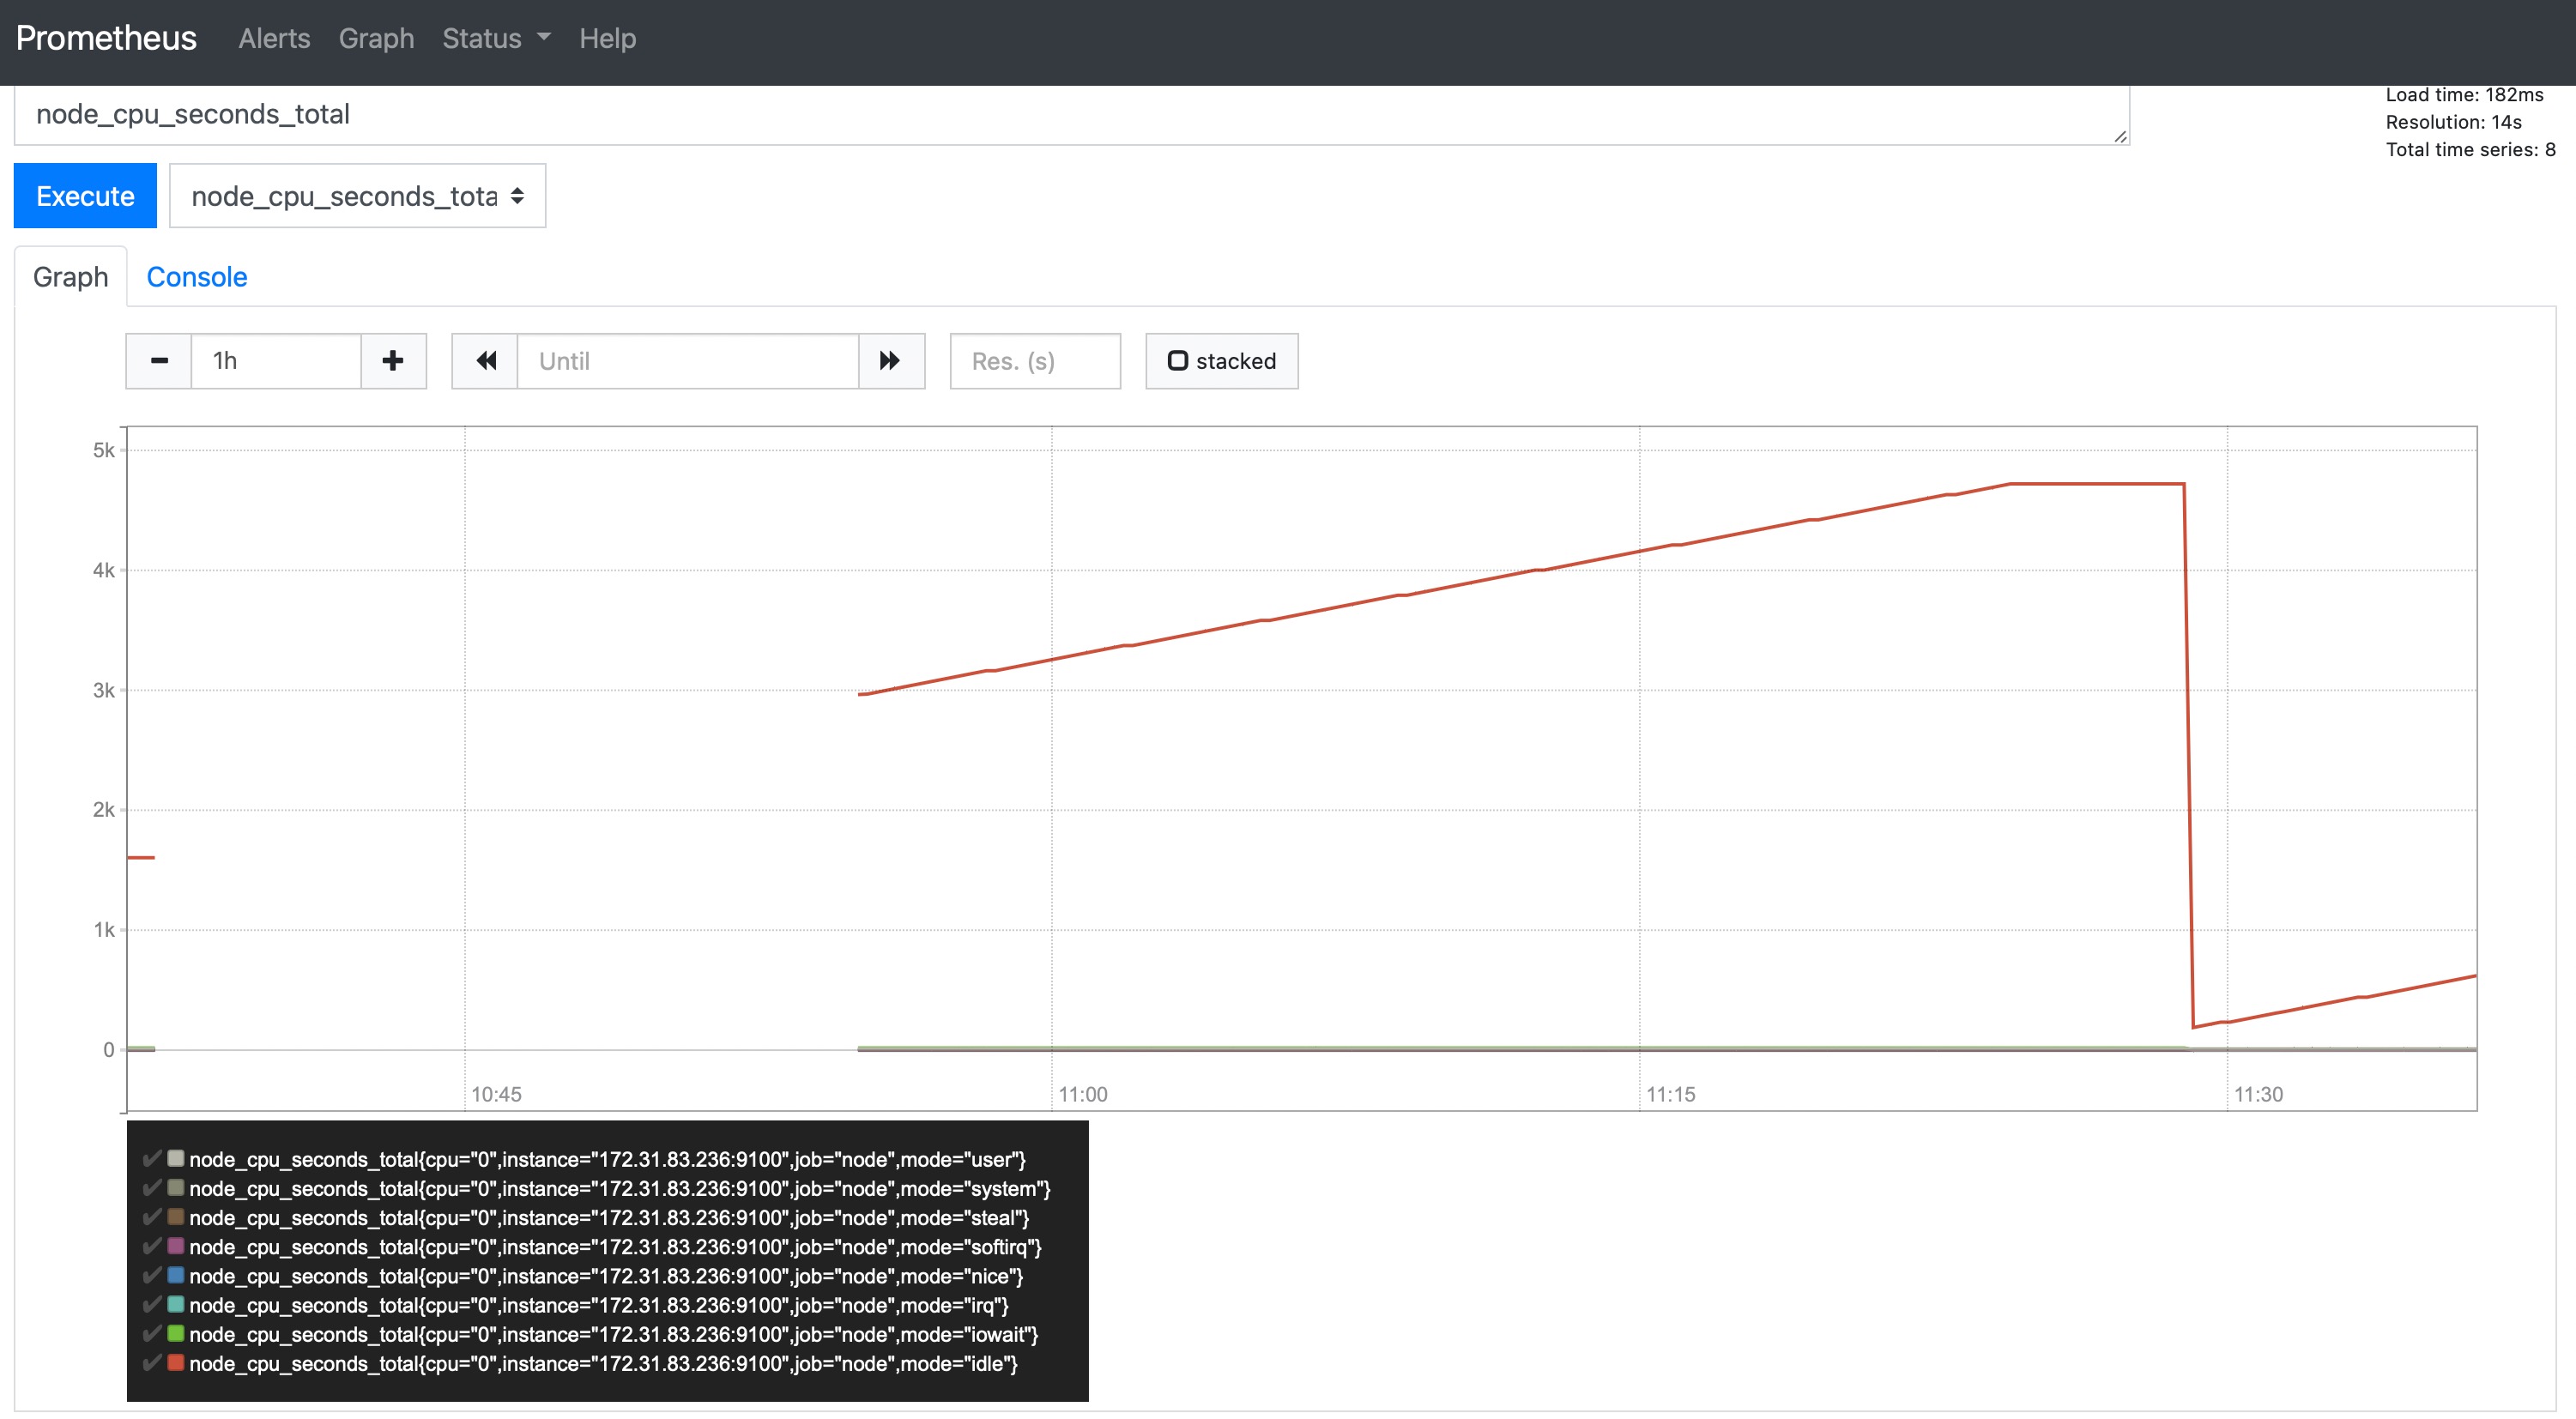 Prometheus Alerts Graph Status Help
node_cpu_seconds_total
Load time: 182ms
Resolution: 14s
Total time series: 8
Execute node_cpu_seconds_tota
Graph Console
1h Until Res. (s) stacked
5k
4k
3k
2k
1k
0
10:45 11:00 11:15 11:30
node_cpu_seconds_total{cpu="0",instance="172.31.83.236:9100",job="node",mode="user"}
node_cpu_seconds_total{cpu="0",instance="172.31.83.236:9100",job="node",mode="system"}
node_cpu_seconds_total{cpu="0",instance="172.31.83.236:9100",job="node",mode="steal"}
node_cpu_seconds_total{cpu="0",instance="172.31.83.236:9100",job="node",mode="softirq"}
node_cpu_seconds_total{cpu="0",instance="172.31.83.236:9100",job="node",mode="nice"}
node_cpu_seconds_total{cpu="0",instance="172.31.83.236:9100",job="node",mode="irq"}
node_cpu_seconds_total{cpu="0",instance="172.31.83.236:9100",job="node",mode="iowait"}
node_cpu_seconds_total{cpu="0",instance="172.31.83.236:9100",job="node",mode="idle"}